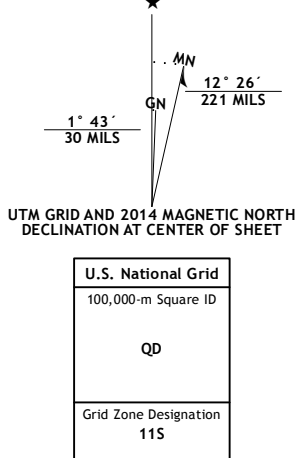 MN
12° 26´
221 MILS
GN
1° 43´
30 MILS
UTM GRID AND 2014 MAGNETIC NORTH
DECLINATION AT CENTER OF SHEET
U.S. National Grid
100,000-m Square ID
QD
Grid Zone Designation
11S